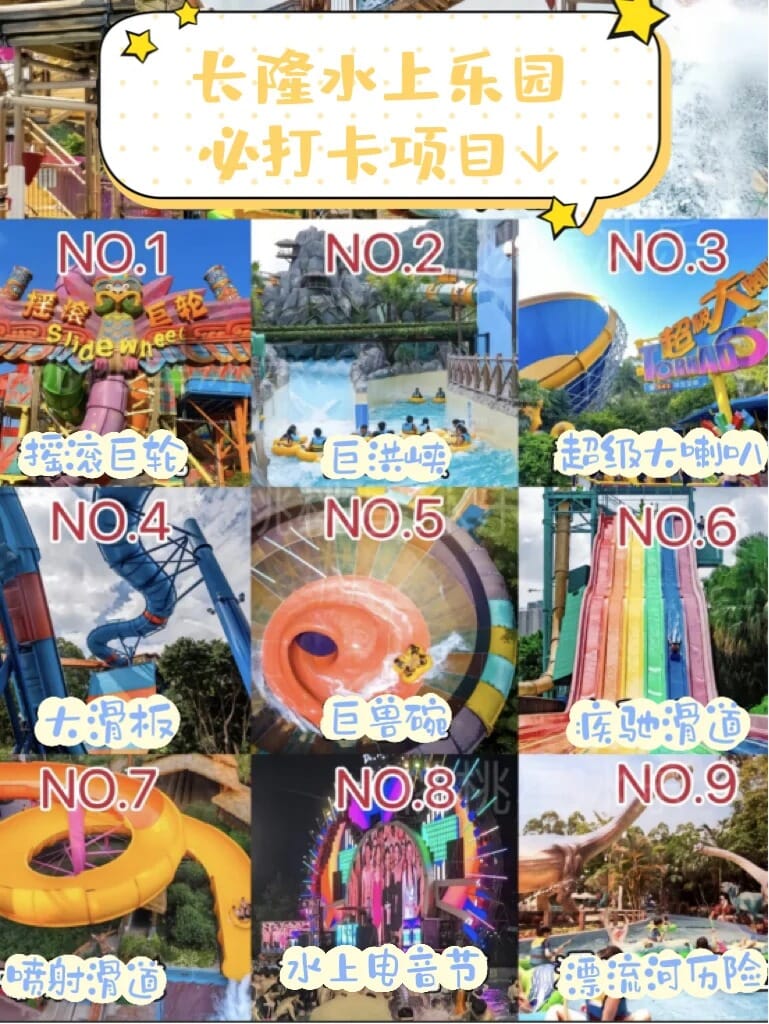 长隆水上乐园
必打卡项目↓
NO.1
摇滚巨轮
Slidewheel
摇滚巨轮
NO.2
巨洪峡
NO.3
超级大喇叭
TORNADO
超级大喇叭
NO.4
大滑板
NO.5
巨兽碗
NO.6
疾驰滑道
NO.7
喷射滑道
NO.8
水上电音节
NO.9
漂流河历险